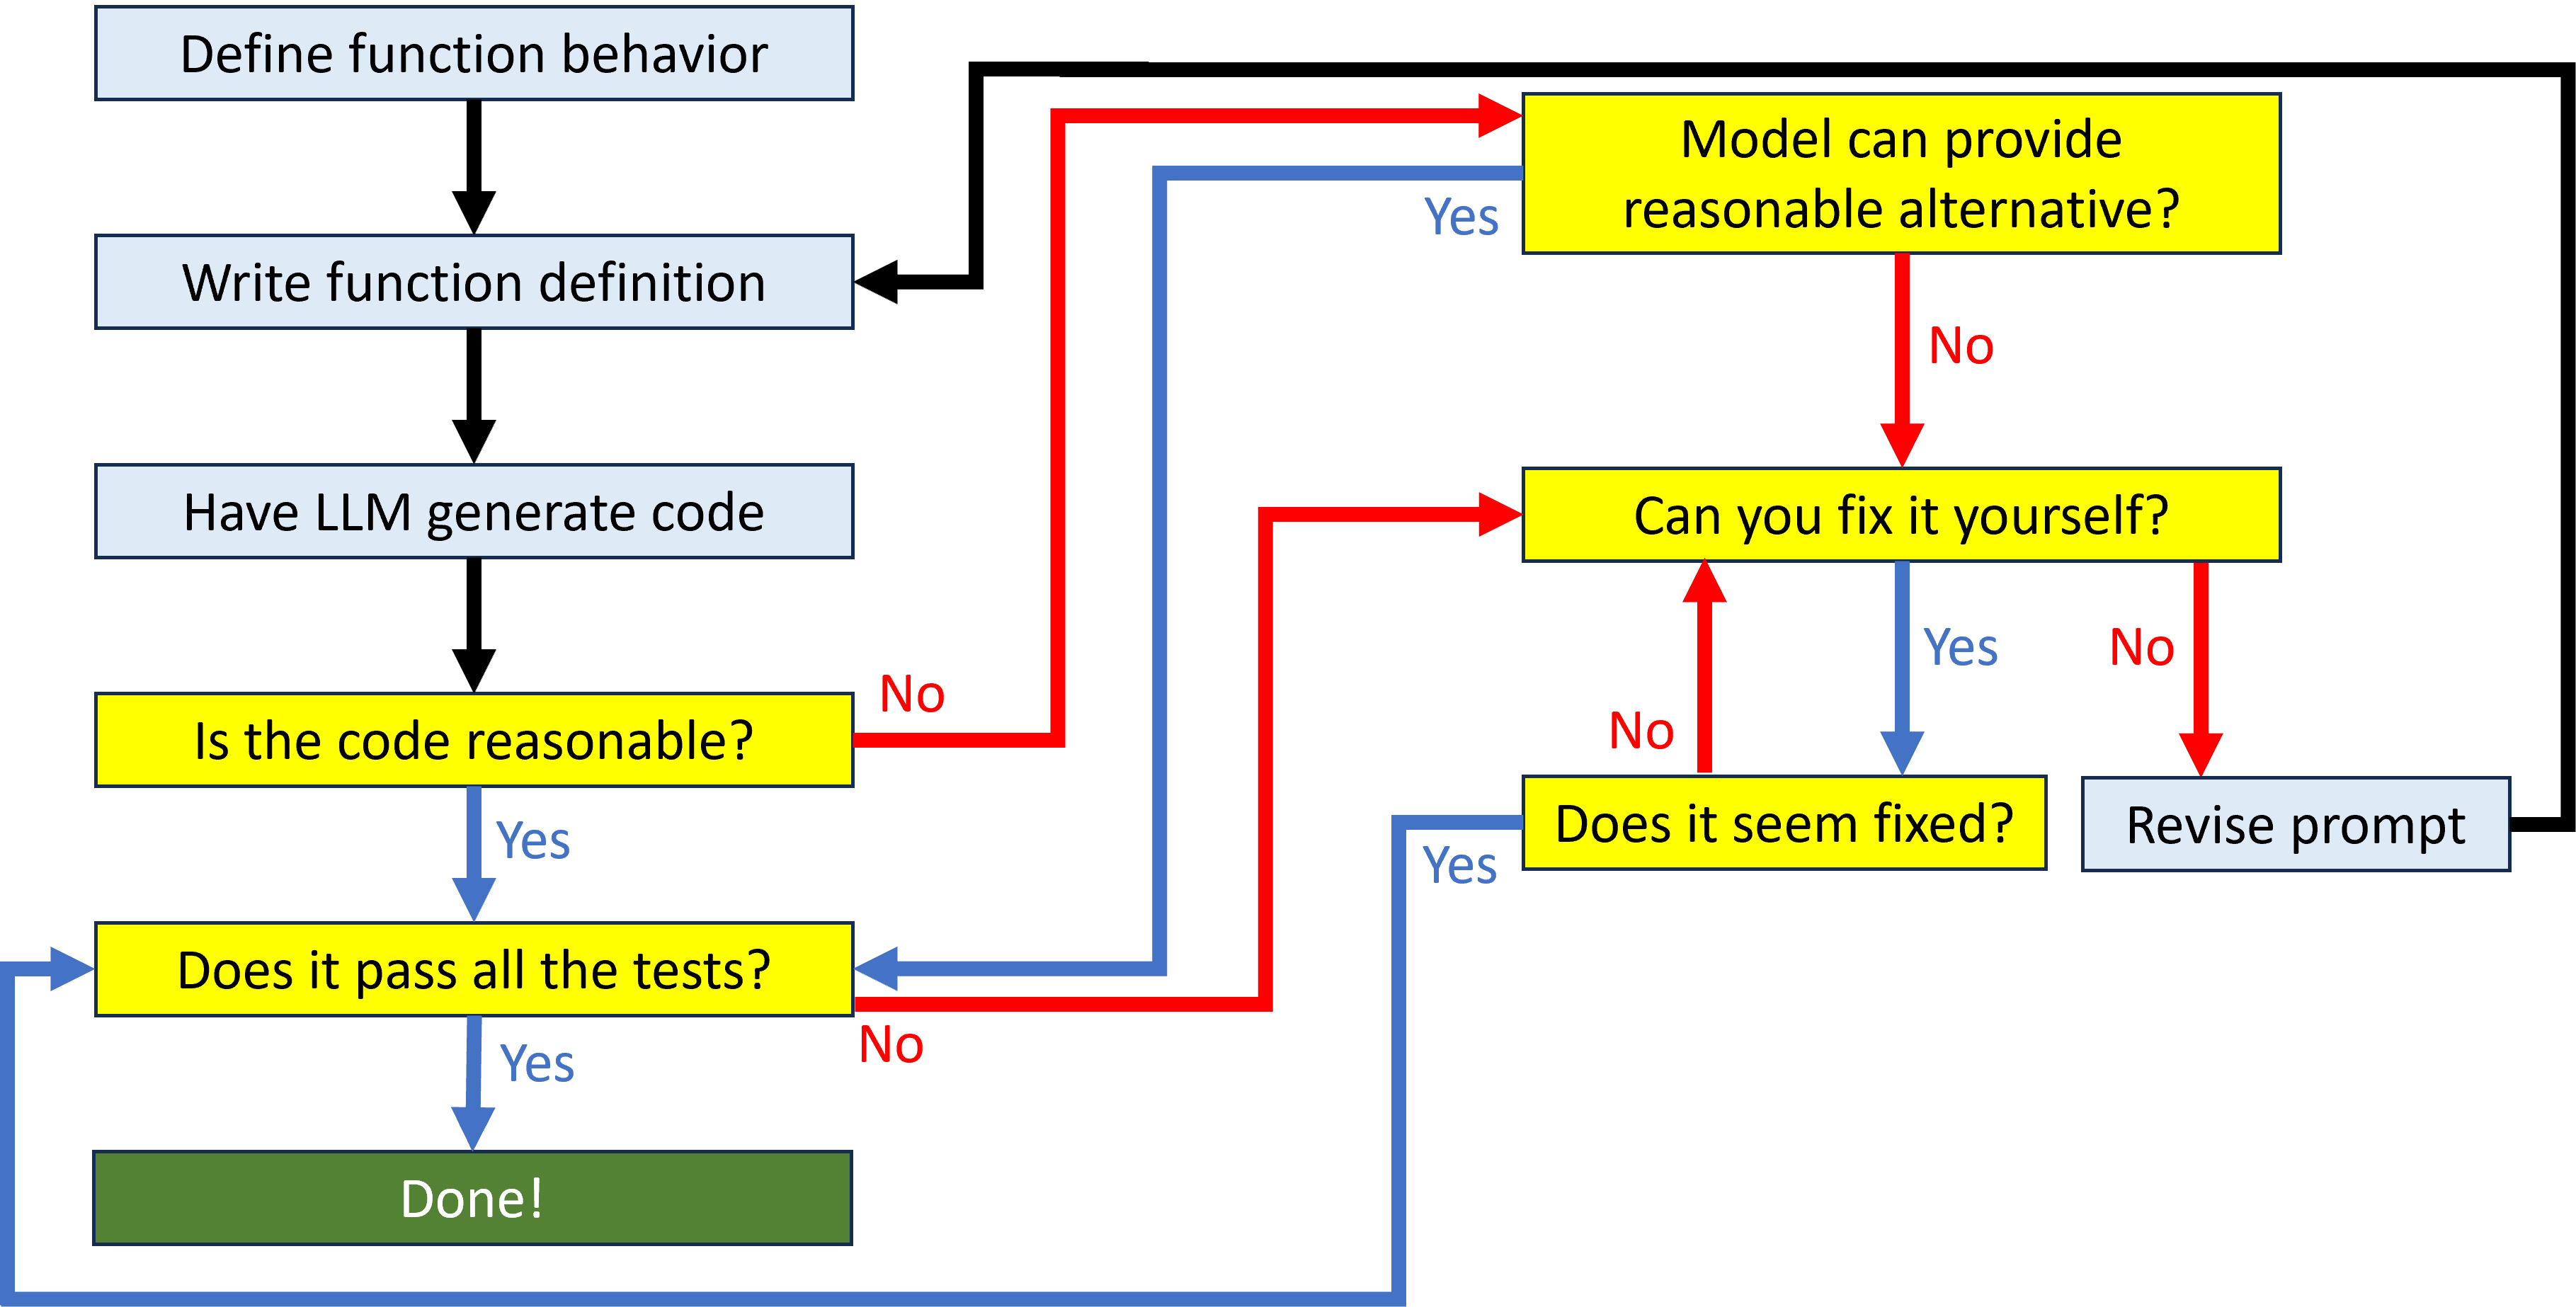 Define function behavior
Write function definition
Have LLM generate code
Is the code reasonable?
No
Yes
Does it pass all the tests?
No
Yes
Done!
Model can provide
reasonable alternative?
Yes
No
Can you fix it yourself?
No
Yes
No
Does it seem fixed?
Yes
Revise prompt